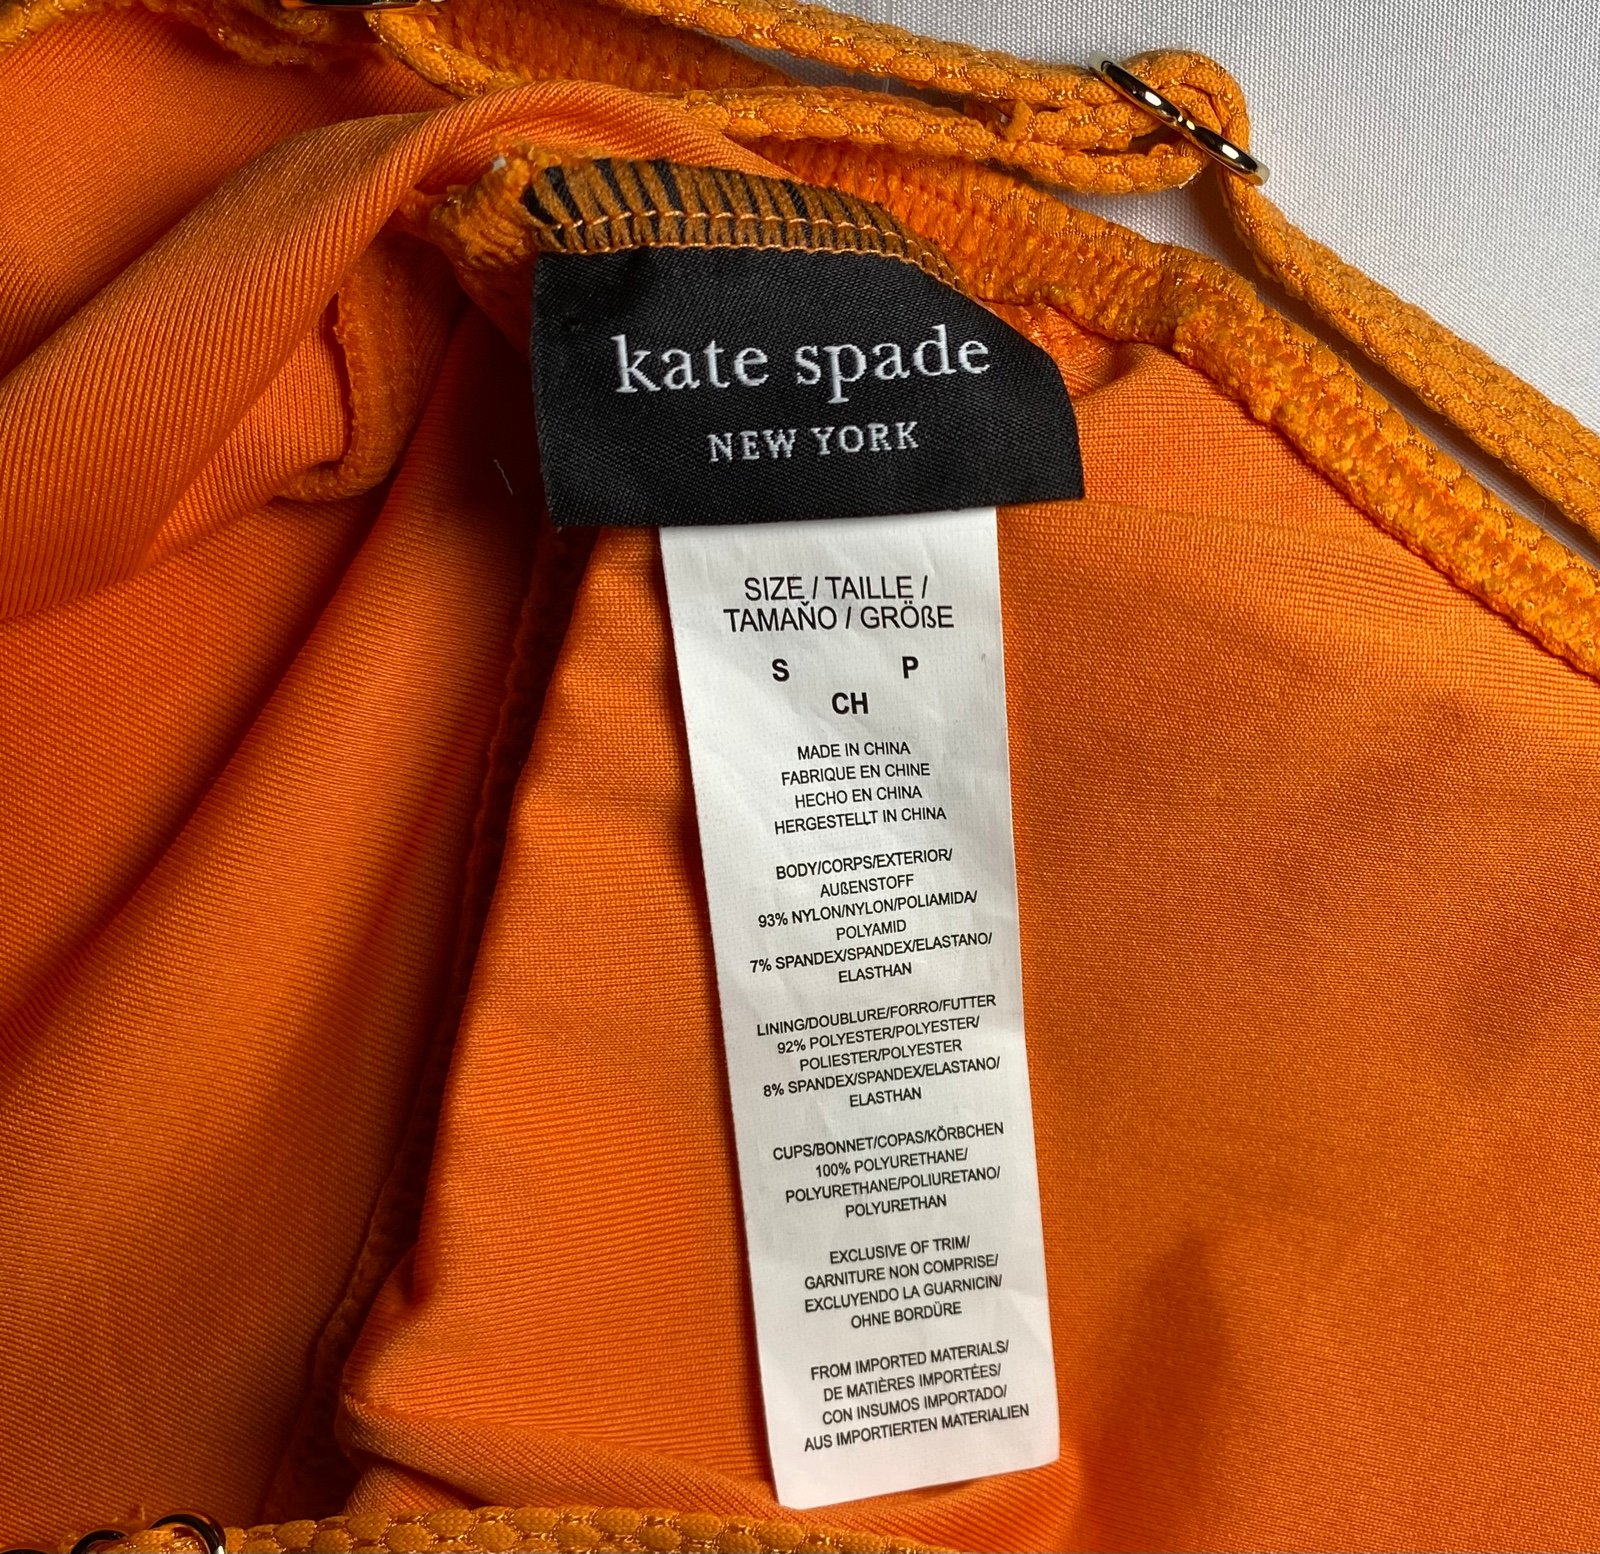 kate spade
NEW YORK
SIZE / TAILLE /
TAMAŇO / GRÖßE
S P
CH
MADE IN CHINA
FABRIQUE EN CHINE
HECHO EN CHINA
HERGESTELLT IN CHINA
BODY/CORPS/EXTERIOR/
AUßENSTOFF
93% NYLON/NYLON/POLIAMIDA/
POLYAMID
7% SPANDEX/SPANDEX/ELASTANO/
ELASTHAN
LINING/DOUBLURE/FORRO/FUTTER
92% POLYESTER/POLYESTER/
POLIESTER/POLYESTER
8% SPANDEX/SPANDEX/ELASTANO/
ELASTHAN
CUPS/BONNET/COPAS/KÖRBCHEN
100% POLYURETHANE/
POLYURETHANE/POLIURETANO/
POLYURETHAN
EXCLUSIVE OF TRIM/
GARNITURE NON COMPRISE/
EXCLUYENDO LA GUARNICIN/
OHNE BORDÜRE
FROM IMPORTED MATERIALS/
DE MATIÈRES IMPORTÉES/
CON INSUMOS IMPORTADO/
AUS IMPORTIERTEN MATERIALIEN